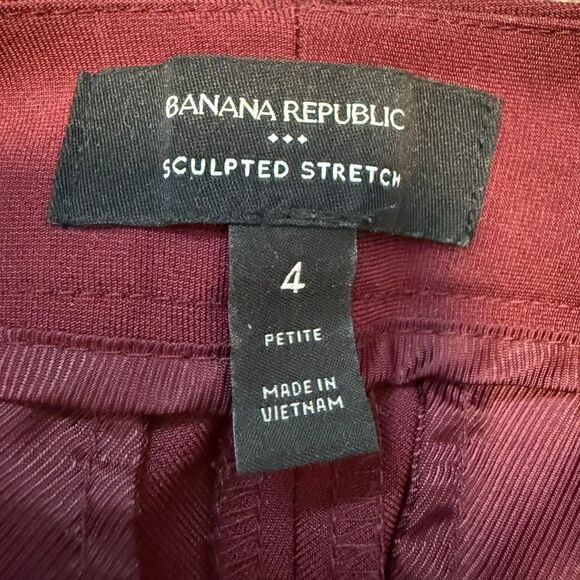 BANANA REPUBLIC
SCULPTED STRETCH
4
PETITE
MADE IN
VIETNAM